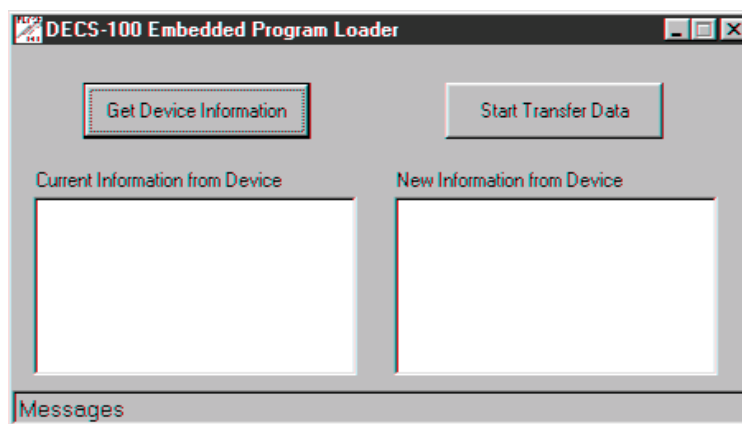 DECS-100 Embedded Program Loader
Get Device Information
Start Transfer Data
Current Information from Device
New Information from Device
Messages